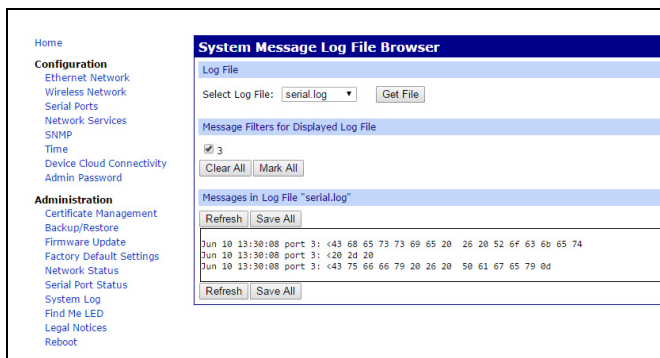 Home
Configuration
Ethernet Network
Wireless Network
Serial Ports
Network Services
SNMP
Time
Device Cloud Connectivity
Admin Password
Administration
Certificate Management
Backup/Restore
Firmware Update
Factory Default Settings
Network Status
Serial Port Status
System Log
Find Me LED
Legal Notices
Reboot
System Message Log File Browser
Log File
Select Log File: serial.log Get File
Message Filters for Displayed Log File
3
Clear All Mark All
Messages in Log File "serial.log"
Refresh Save All
Jun 10 13:30:08 port 3: <43 68 65 73 73 69 65 20 26 20 52 6f 63 6b 65 74
Jun 10 13:30:08 port 3: <20 2d 20
Jun 10 13:30:08 port 3: <43 75 66 66 79 20 26 20 50 61 67 65 79 0d
Refresh Save All